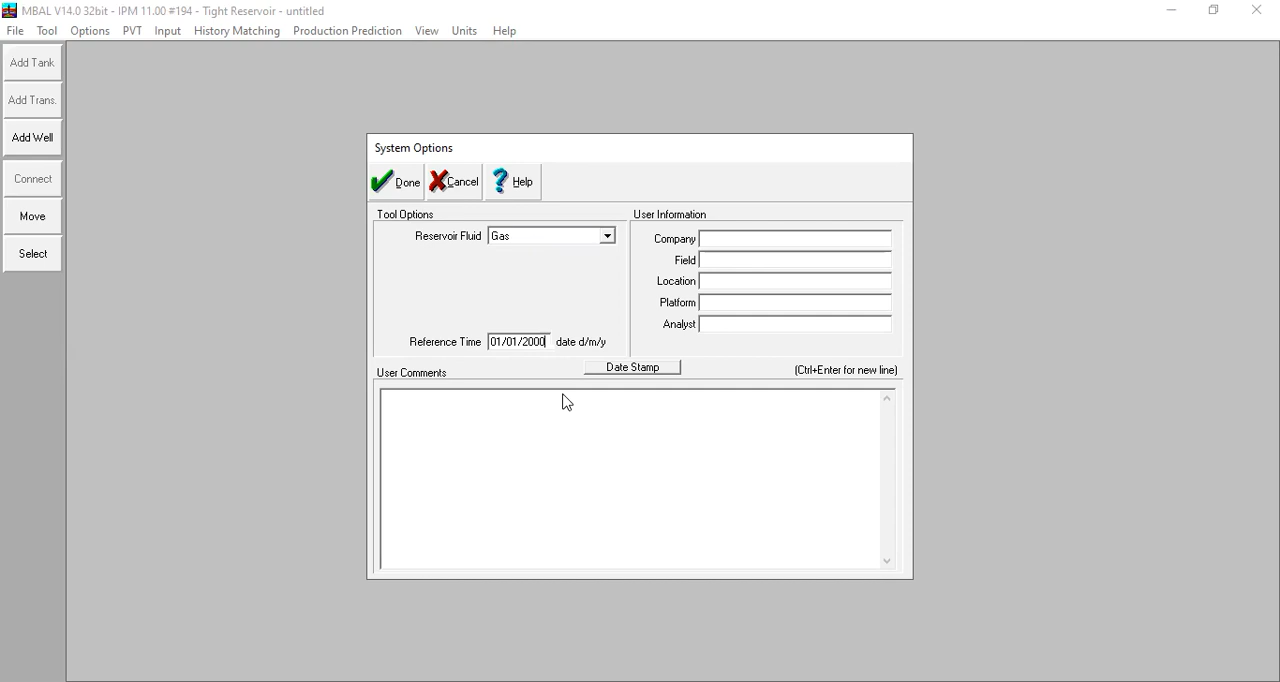 MBAL V14.0 32bit - IPM 11.00 #194 - Tight Reservoir - untitled
File Tool Options PVT Input History Matching Production Prediction View Units Help
Add Tank
Add Trans.
Add Well
Connect
Move
Select
System Options
Done Cancel Help
Tool Options
Reservoir Fluid Gas
Reference Time 01/01/2000 date d/m/y
User Information
Company
Field
Location
Platform
Analyst
User Comments Date Stamp (Ctrl+Enter for new line)